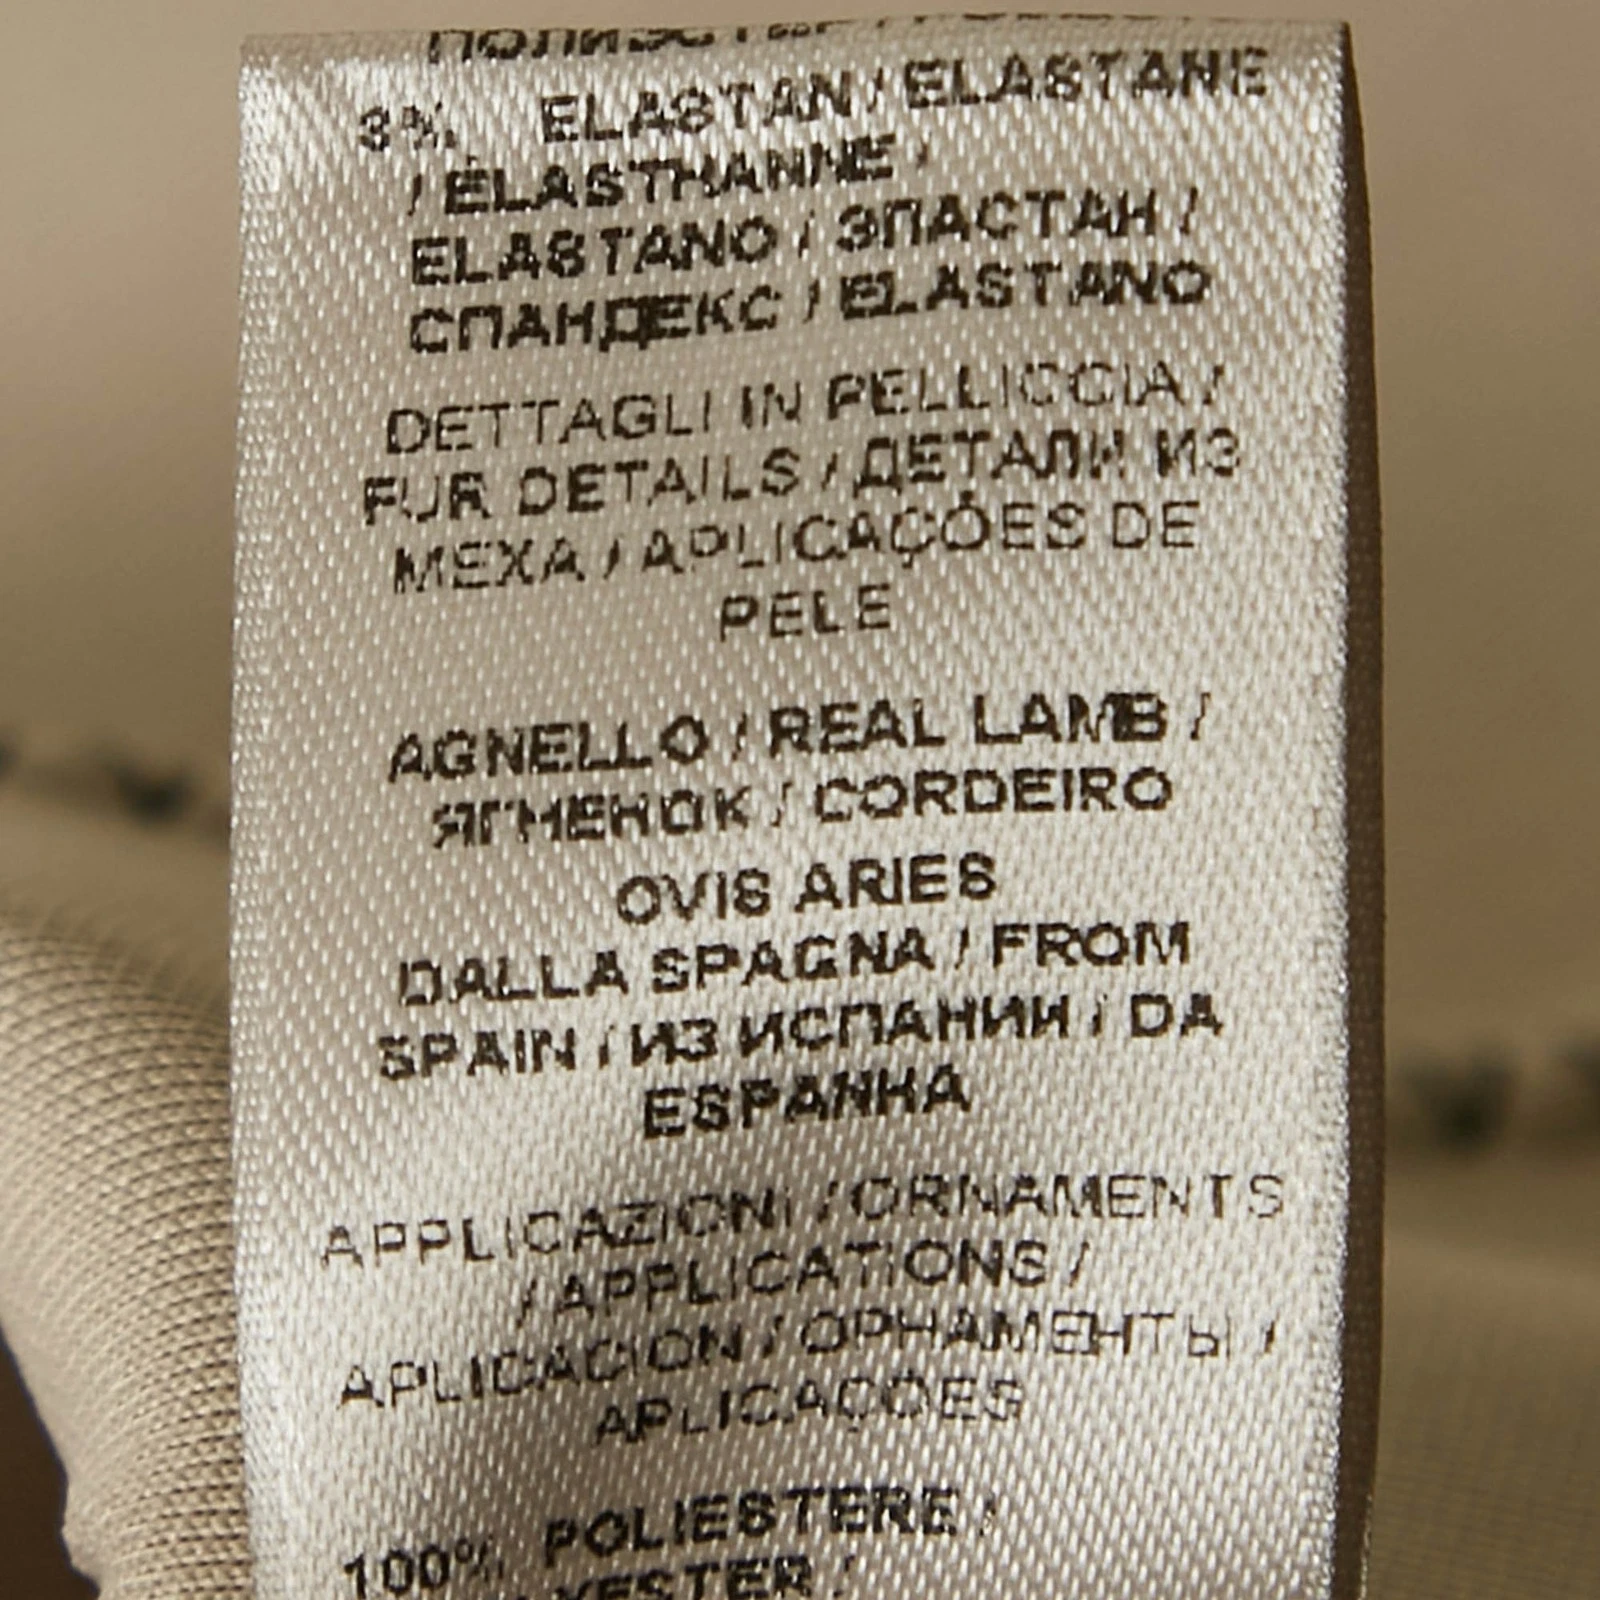 3% ELASTAN / ELASTANE
/ ÉLASTHANNE /
ELASTANO / ЭПАСТАН /
СПАНДЕКС / ELASTANO
DETTAGLI IN PELLICCIA /
FUR DETAILS / ДЕТАЛИ ИЗ
МЕХА / APLICAÇÕES DE
PELE
AGNELLO / REAL LAMB /
ЯГНЕНОК / CORDEIRO
OVIS ARIES
DALLA SPAGNA / FROM
SPAIN / ИЗ ИСПАНИИ / DA
ESPANHA
APPLICAZIONI / ORNAMENTS
/ APPLICATIONS /
APLICACION / ОРНАМЕНТЫ /
APLICAÇÕES
100% POLIESTERE /